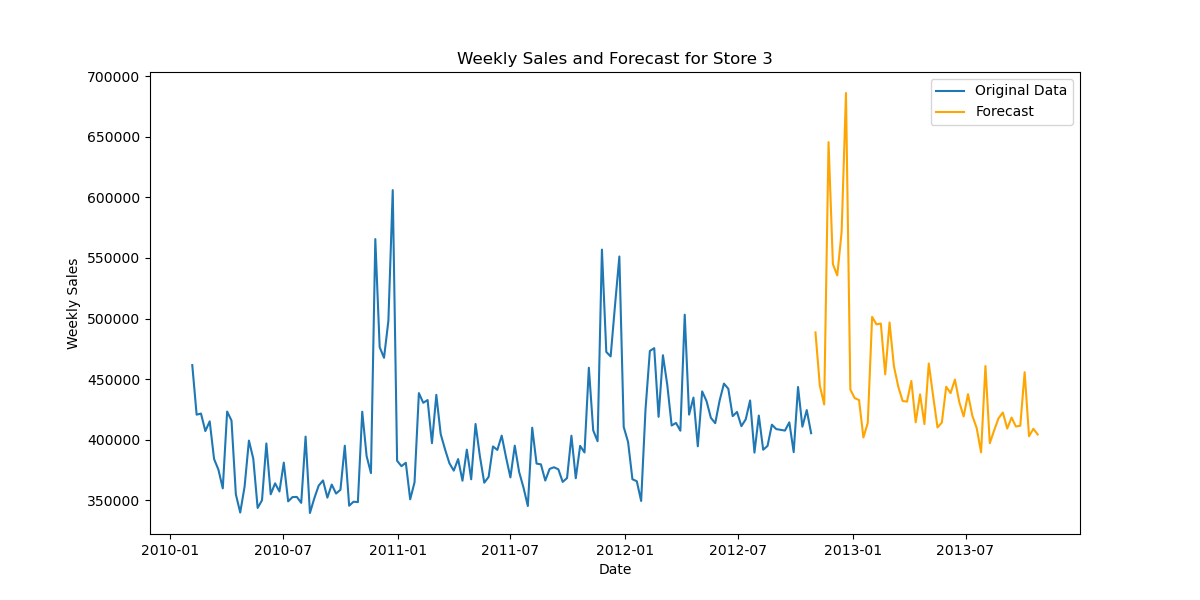 Weekly Sales and Forecast for Store 3
Original Data
Forecast
700000
650000
600000
550000
500000
450000
400000
350000
Weekly Sales
2010-01 2010-07 2011-01 2011-07 2012-01 2012-07 2013-01 2013-07
Date